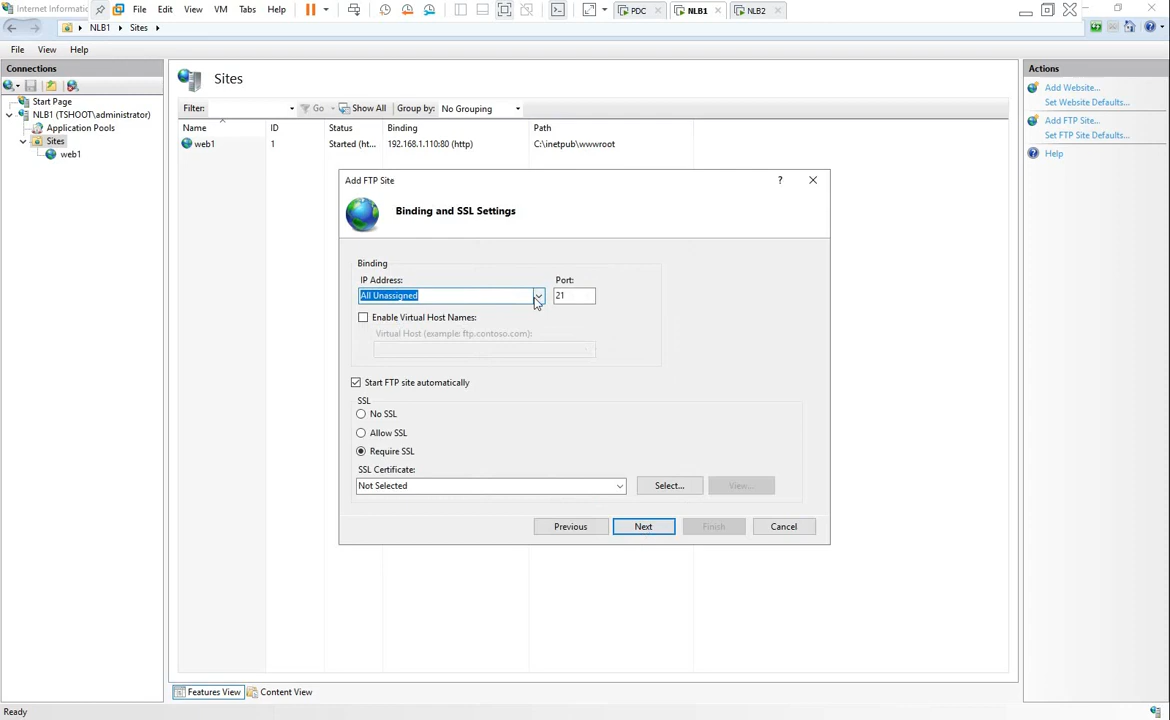 Internet Informatic
File Edit View VM Tabs Help
PDC NLB1 NLB2
NLB1 Sites
File View Help
Connections
Start Page
NLB1 (TSHOOT\administrator)
Application Pools
Sites
web1
Sites
Filter: Go Show All Group by: No Grouping
Name ID Status Binding Path
web1 1 Started (ht... 192.168.1.110:80 (http) C:\inetpub\wwwroot
Add FTP Site ?
Binding and SSL Settings
Binding
IP Address: Port:
All Unassigned 21
Enable Virtual Host Names:
Virtual Host (example: ftp.contoso.com):
Start FTP site automatically
SSL
No SSL
Allow SSL
Require SSL
SSL Certificate:
Not Selected Select... View...
Previous Next Finish Cancel
Actions
Add Website...
Set Website Defaults...
Add FTP Site...
Set FTP Site Defaults...
Help
Features View Content View
Ready